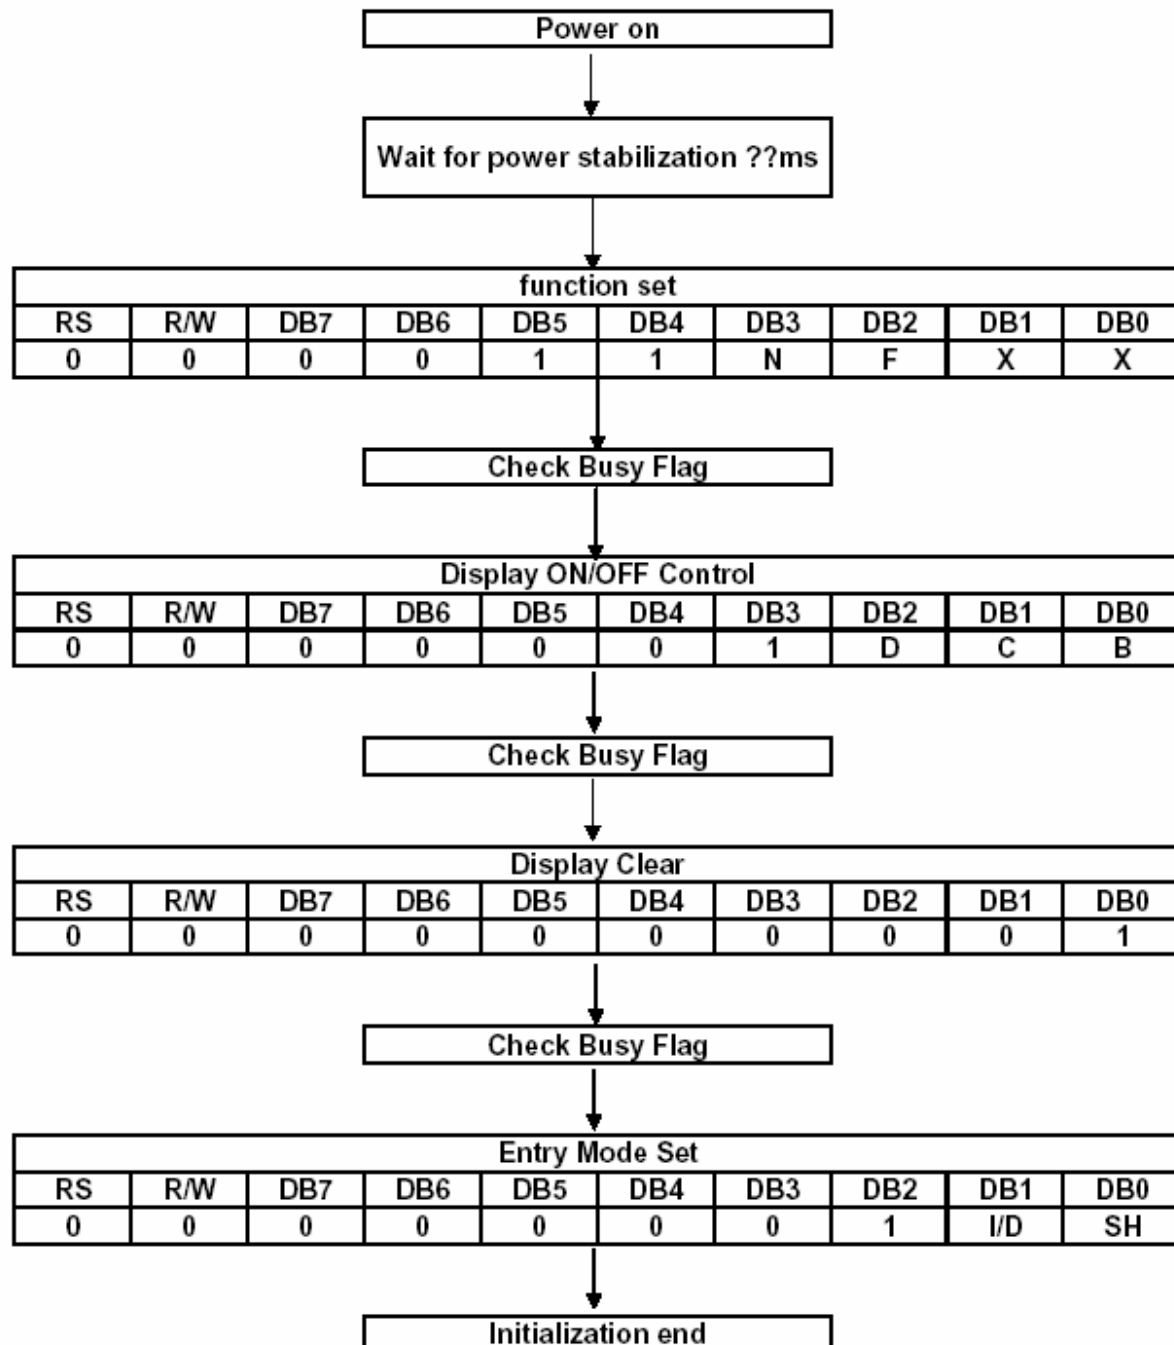 Power on
Wait for power stabilization ??ms
function set
RS R/W DB7 DB6 DB5 DB4 DB3 DB2 DB1 DB0
0 0 0 0 1 1 N F X X
Check Busy Flag
Display ON/OFF Control
RS R/W DB7 DB6 DB5 DB4 DB3 DB2 DB1 DB0
0 0 0 0 0 0 1 D C B
Check Busy Flag
Display Clear
RS R/W DB7 DB6 DB5 DB4 DB3 DB2 DB1 DB0
0 0 0 0 0 0 0 0 0 1
Check Busy Flag
Entry Mode Set
RS R/W DB7 DB6 DB5 DB4 DB3 DB2 DB1 DB0
0 0 0 0 0 0 0 1 I/D SH
Initialization end